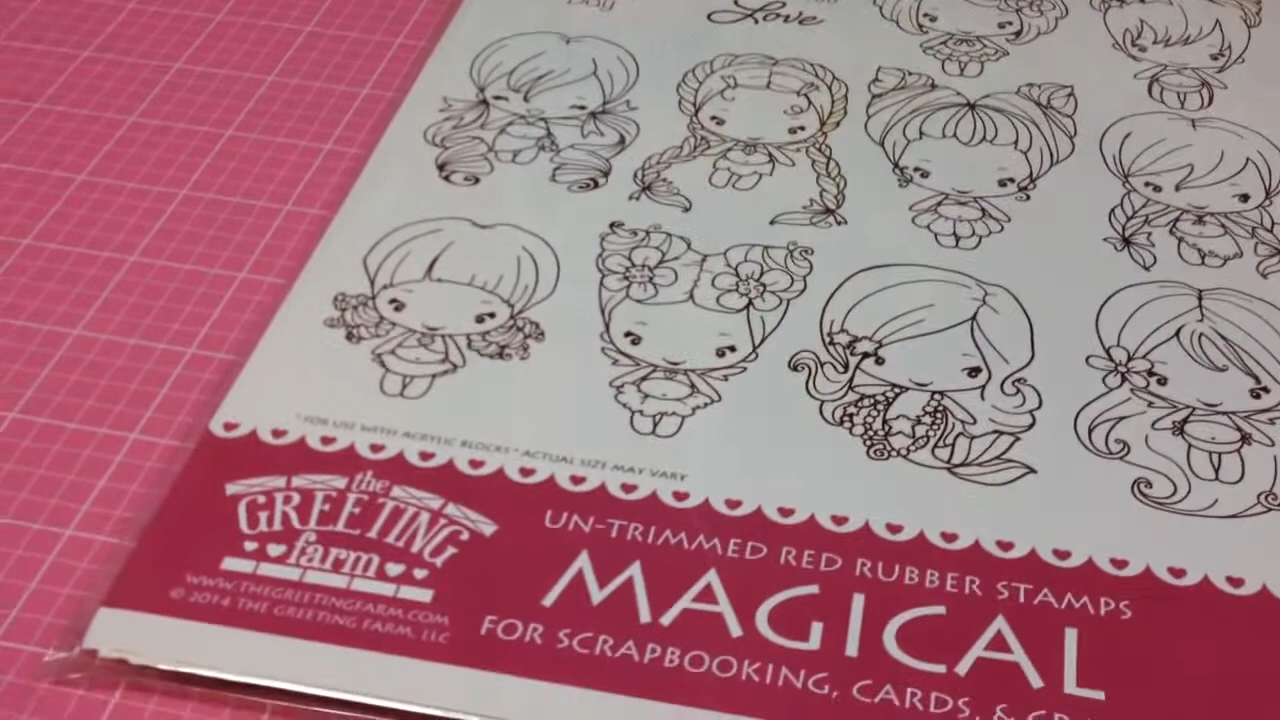 Day
Love
* FOR USE WITH ACRYLIC BLOCKS * ACTUAL SIZE MAY VARY
the
GREETING
farm
WWW.THEGREETINGFARM.COM
© 2014 THE GREETING FARM, LLC
UN-TRIMMED RED RUBBER STAMPS
MAGICAL
FOR SCRAPBOOKING, CARDS, &